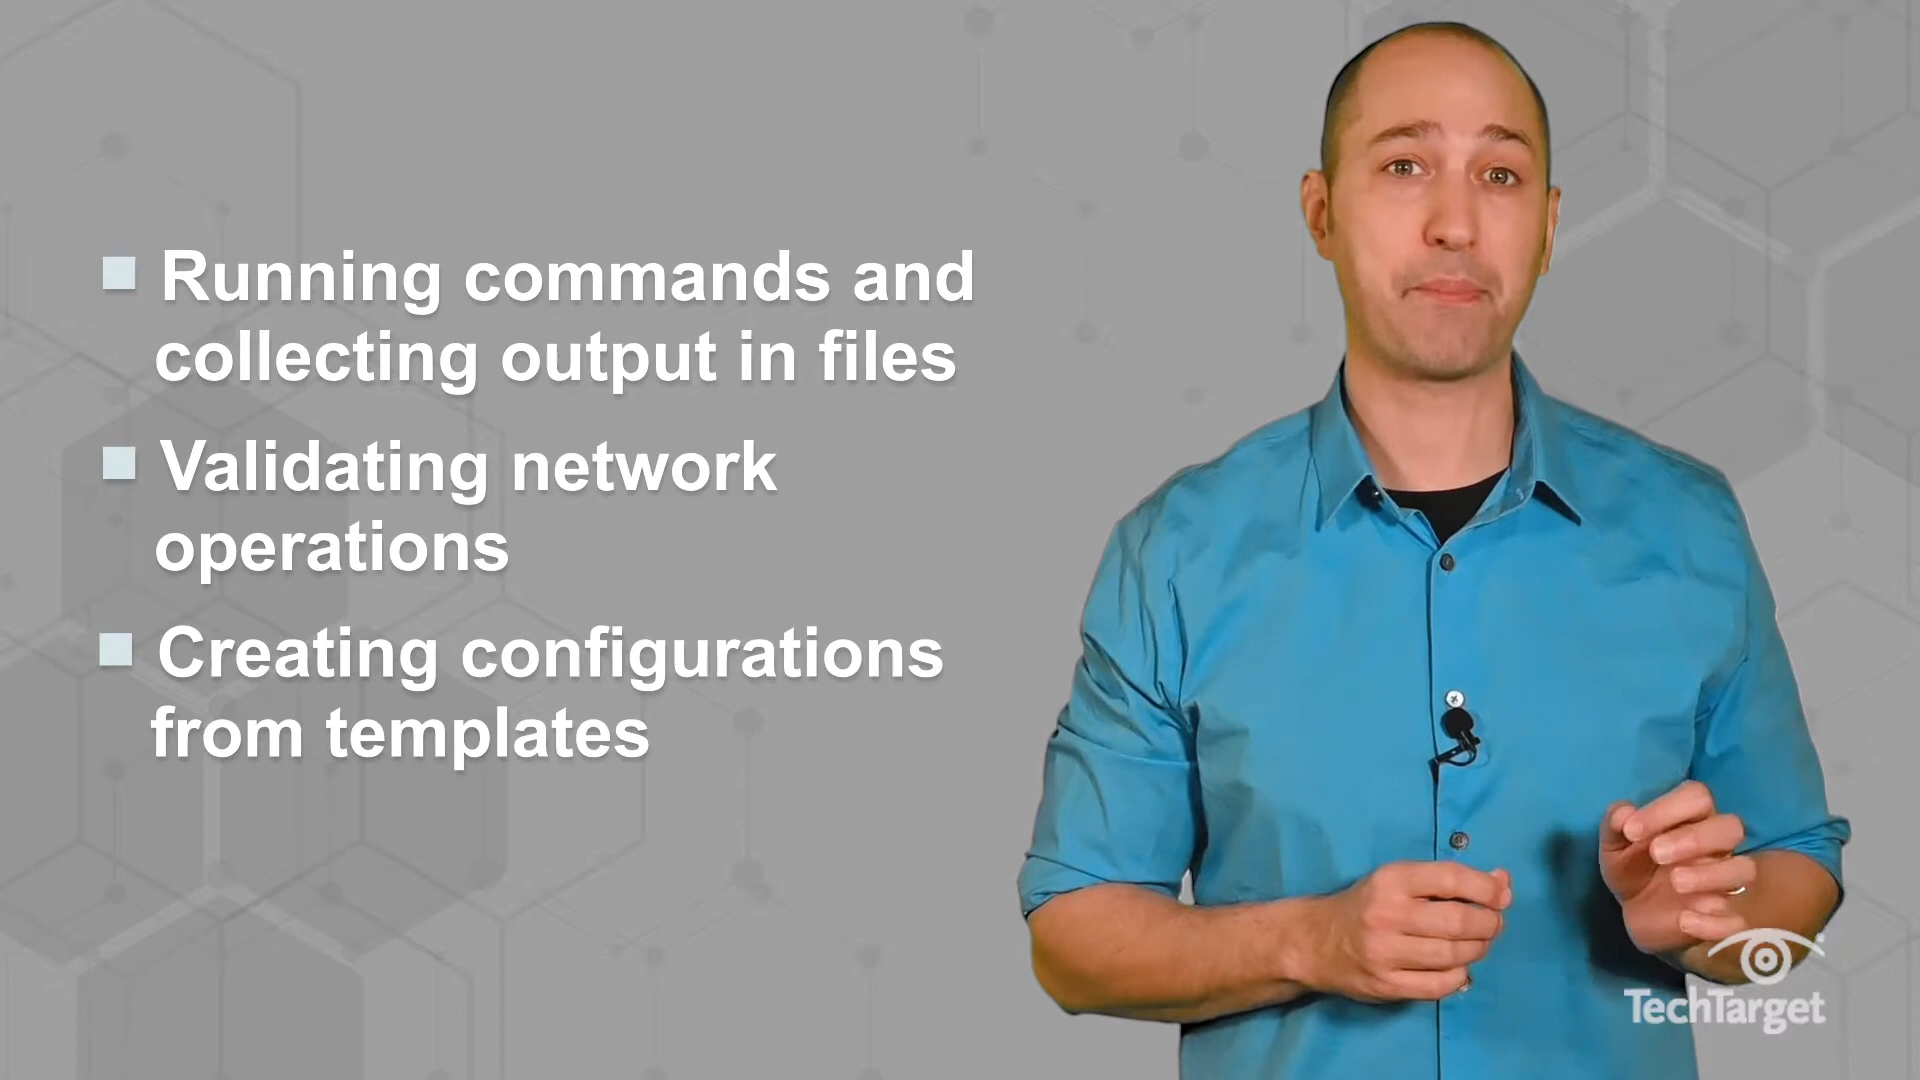 Running commands and
collecting output in files
Validating network
operations
Creating configurations
from templates
TechTarget